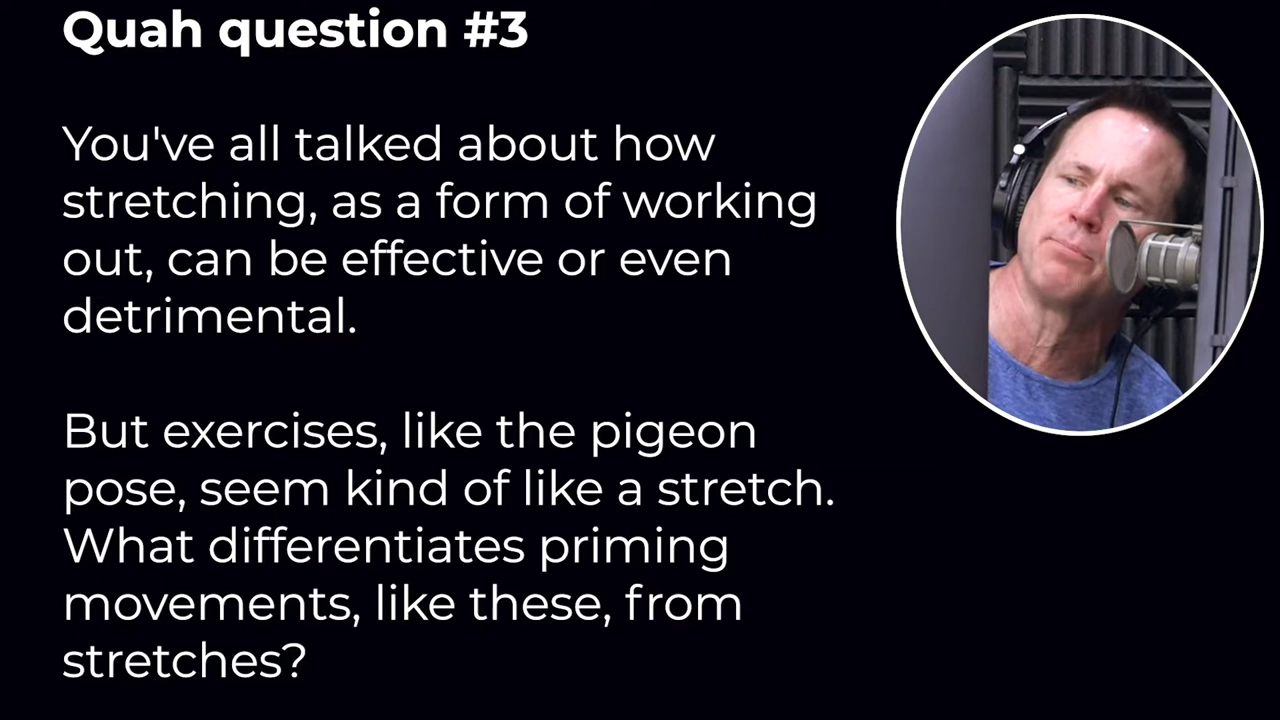 Quah question #3
You've all talked about how
stretching, as a form of working
out, can be effective or even
detrimental.
But exercises, like the pigeon
pose, seem kind of like a stretch.
What differentiates priming
movements, like these, from
stretches?